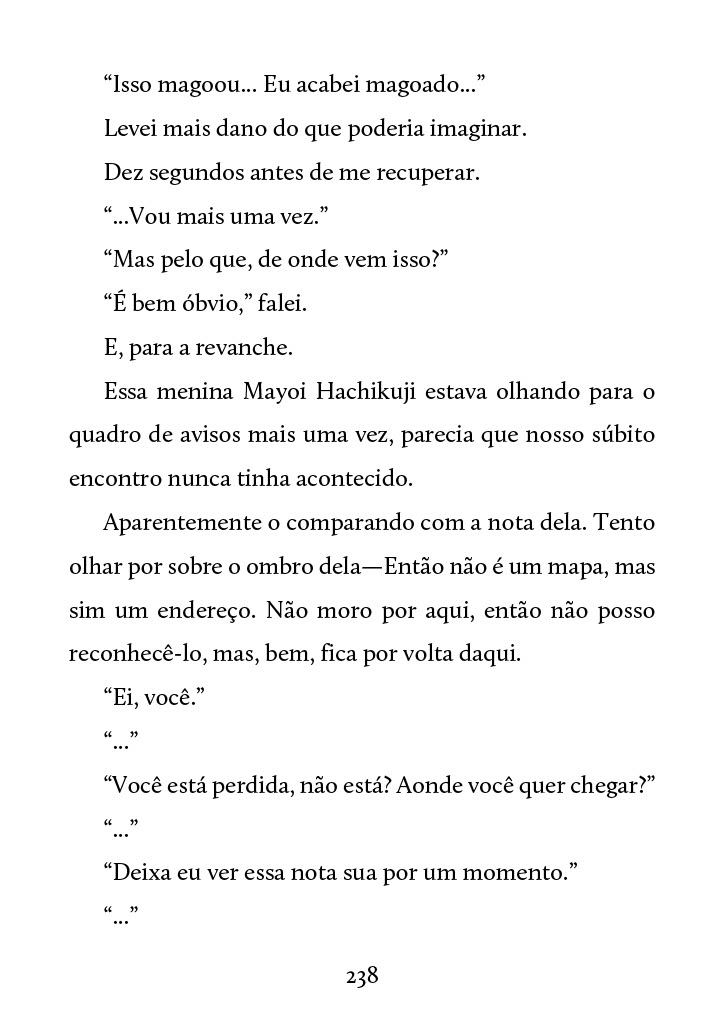 “Isso magoou... Eu acabei magoado...”
Levei mais dano do que poderia imaginar.
Dez segundos antes de me recuperar.
“...Vou mais uma vez.”
“Mas pelo que, de onde vem isso?”
“É bem óbvio,” falei.
E, para a revanche.
Essa menina Mayoi Hachikuji estava olhando para o
quadro de avisos mais uma vez, parecia que nosso súbito
encontro nunca tinha acontecido.
Aparentemente o comparando com a nota dela. Tento
olhar por sobre o ombro dela—Então não é um mapa, mas
sim um endereço. Não moro por aqui, então não posso
reconhecê-lo, mas, bem, fica por volta daqui.
“Ei, você.”
“...”
“Você está perdida, não está? Aonde você quer chegar?”
“...”
“Deixa eu ver essa nota sua por um momento.”
“...”
238